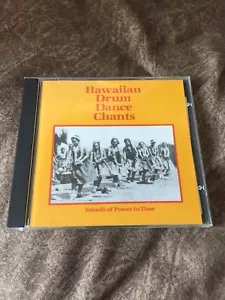 Hawaiian
Drum
Dance
Chants
Sounds of Power In Time